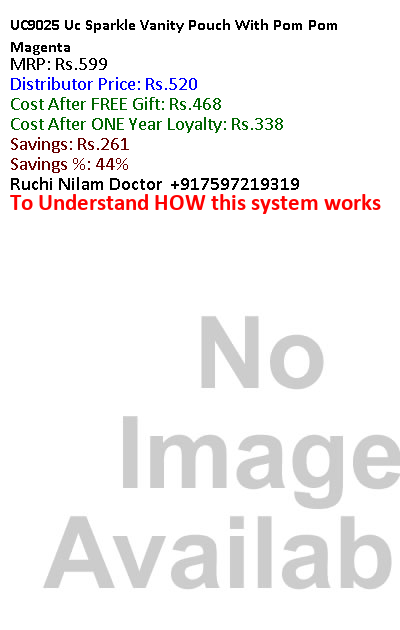 UC9025 Uc Sparkle Vanity Pouch With Pom Pom
Magenta
MRP: Rs.599
Distributor Price: Rs.520
Cost After FREE Gift: Rs.468
Cost After ONE Year Loyalty: Rs.338
Savings: Rs.261
Savings %: 44%
Ruchi Nilam Doctor  +917597219319
To Understand HOW this system works
No
Image
Availab